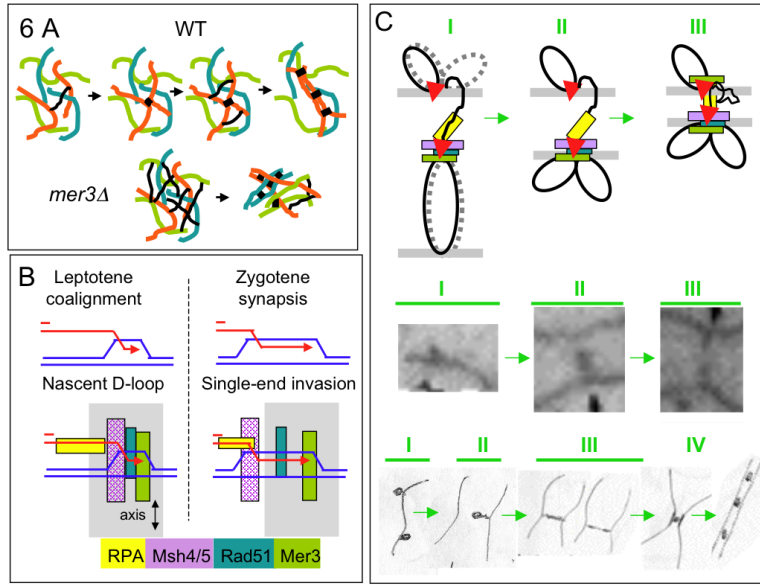 6 A
WT
mer3Δ
B
Leptotene
coalignment
Zygotene
synapsis
Nascent D-loop
Single-end invasion
axis
RPA
Msh4/5
Rad51
Mer3
C
I
II
III
I
II
III
I
II
III
IV